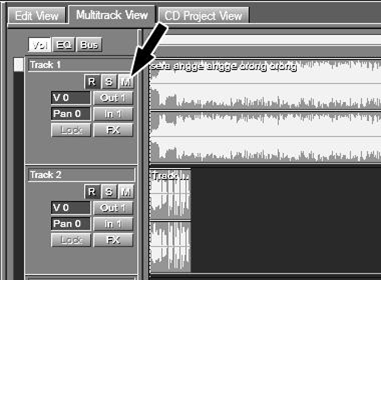 Edit View Multitrack View CD Project View
Vol EQ Bus
Track 1 sera angge angge orong orong
R S M
V 0 Out 1
Pan 0 In 1
Lock FX
Track 2 Track
R S M
V 0 Out 1
Pan 0 In 1
Lock FX